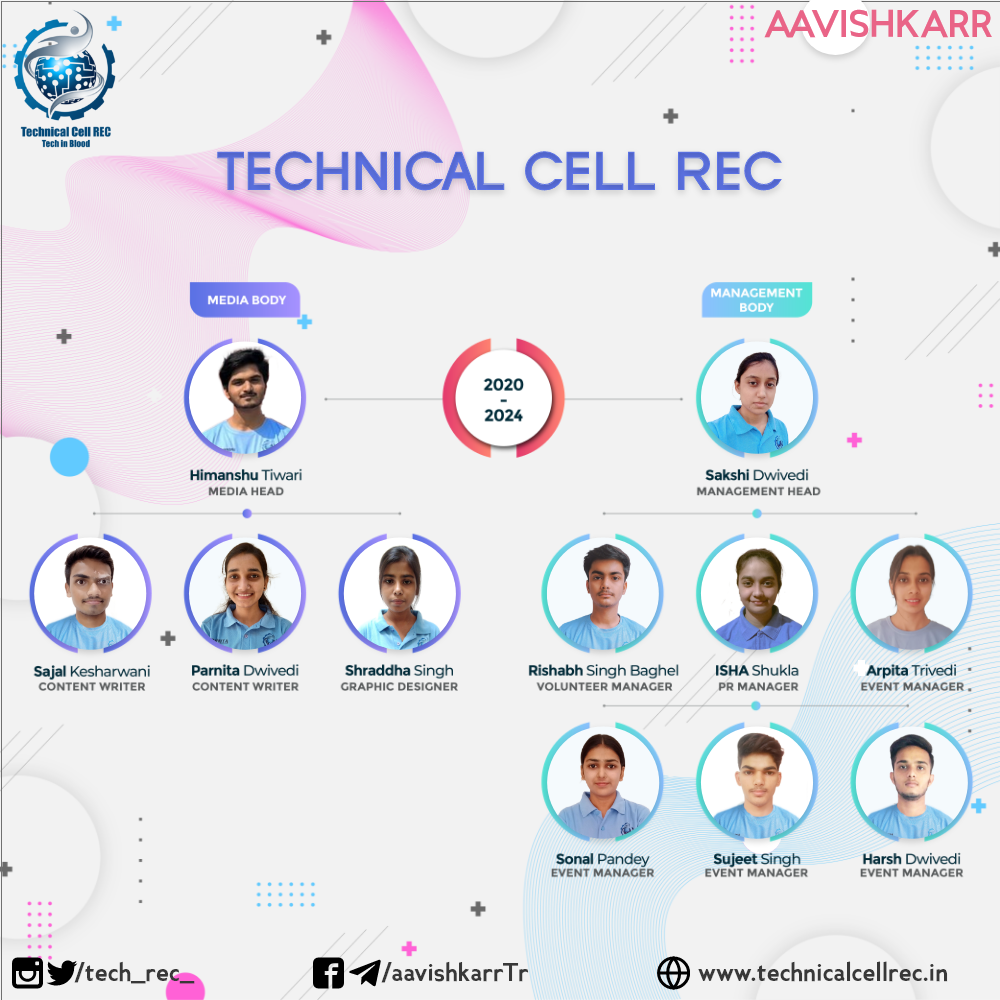 AAVISHKARR
Technical Cell REC
Tech in Blood
TECHNICAL CELL REC
MEDIA BODY
MANAGEMENT
BODY
2020
-
2024
Himanshu Tiwari
MEDIA HEAD
Sakshi Dwivedi
MANAGEMENT HEAD
Sajal Kesharwani
CONTENT WRITER
Parnita Dwivedi
CONTENT WRITER
Shraddha Singh
GRAPHIC DESIGNER
Rishabh Singh Baghel
VOLUNTEER MANAGER
ISHA Shukla
PR MANAGER
Arpita Trivedi
EVENT MANAGER
Sonal Pandey
EVENT MANAGER
Sujeet Singh
EVENT MANAGER
Harsh Dwivedi
EVENT MANAGER
/tech_rec_
/aavishkarrTr
www.technicalcellrec.in